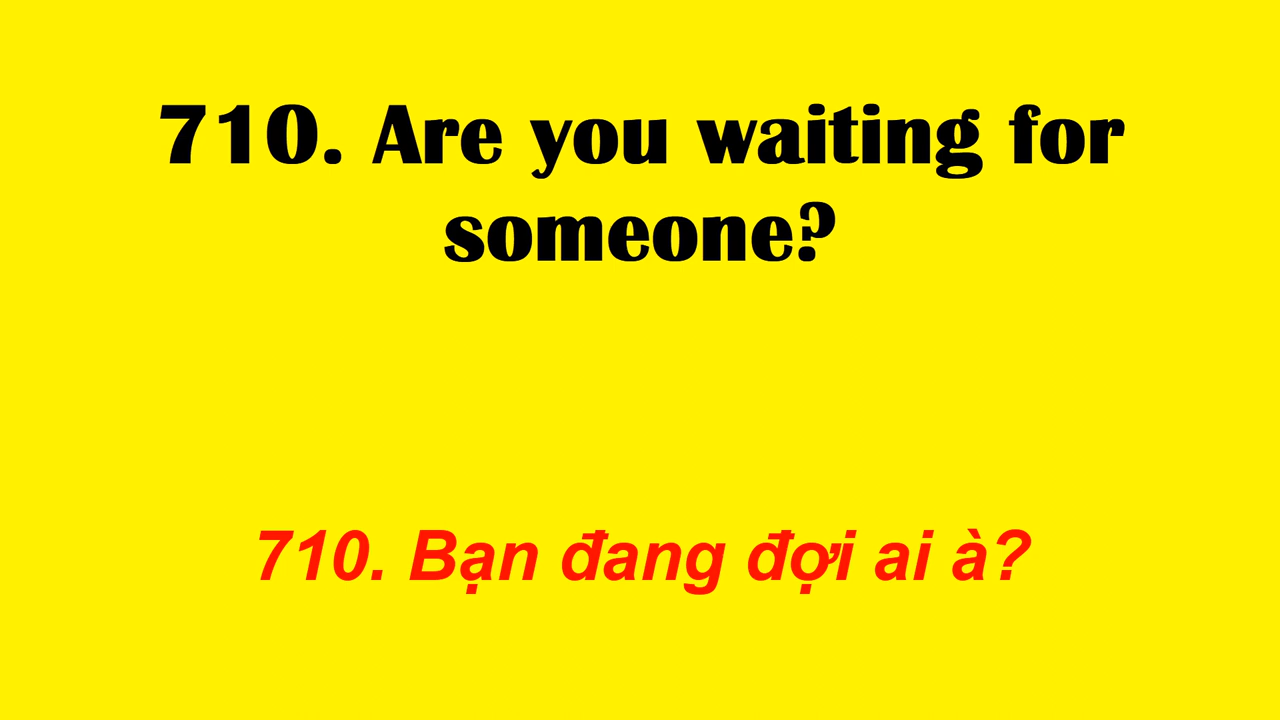 710. Are you waiting for
someone?
710. Bạn đang đợi ai à?